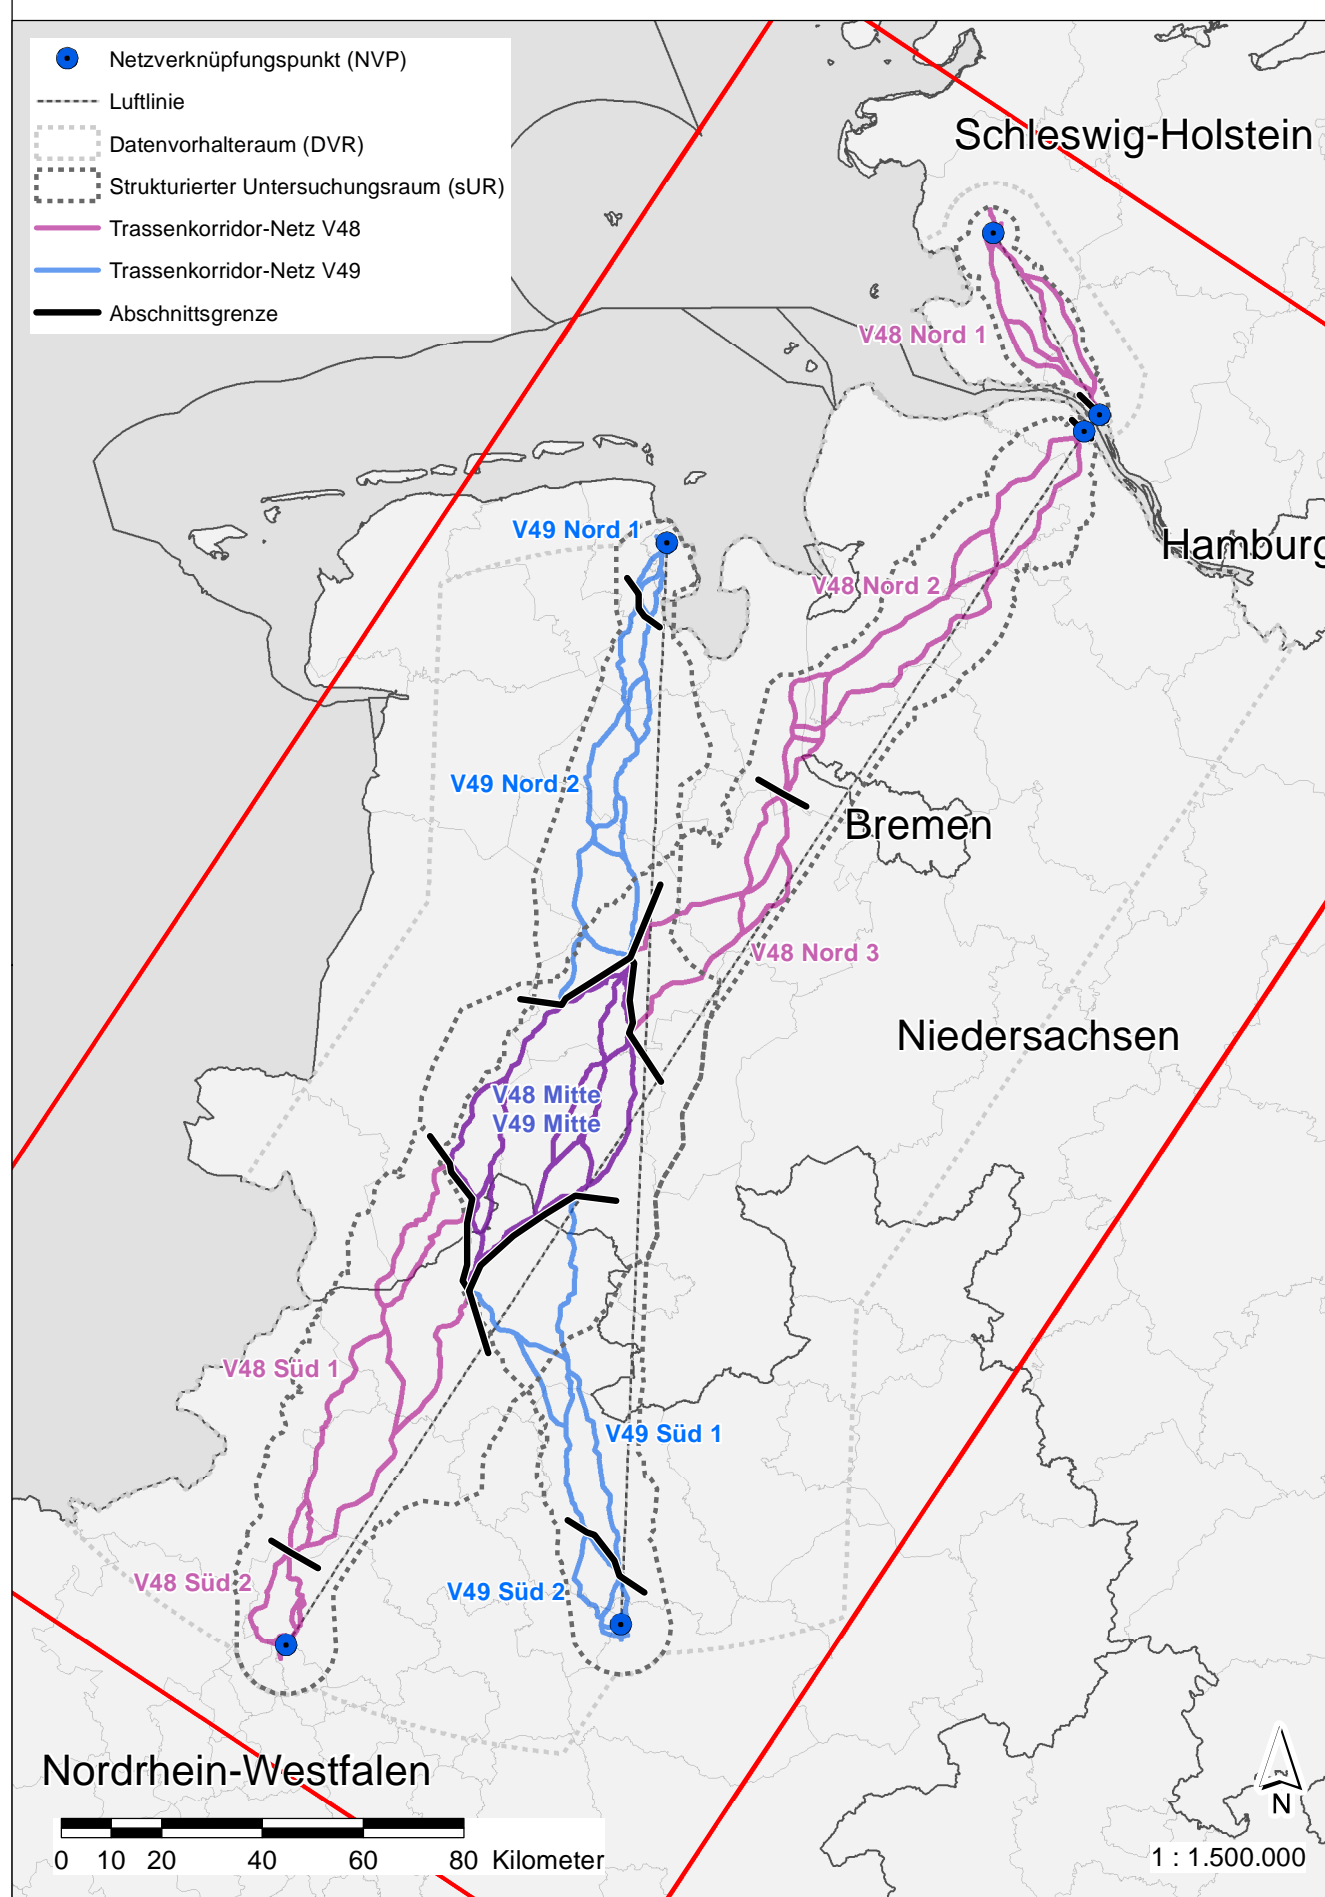 Netzverknüpfungspunkt (NVP)
Luftlinie
Datenvorhalteraum (DVR)
Strukturierter Untersuchungsraum (sUR)
Trassenkorridor-Netz V48
Trassenkorridor-Netz V49
Abschnittsgrenze
Schleswig-Holstein
V48 Nord 1
V49 Nord 1
Hamburg
V48 Nord 2
V49 Nord 2
Bremen
V48 Nord 3
Niedersachsen
V48 Mitte
V49 Mitte
V48 Süd 1
V49 Süd 1
V48 Süd 2
V49 Süd 2
Nordrhein-Westfalen
0 10 20 40 60 80 Kilometer
N
N
1 : 1.500.000